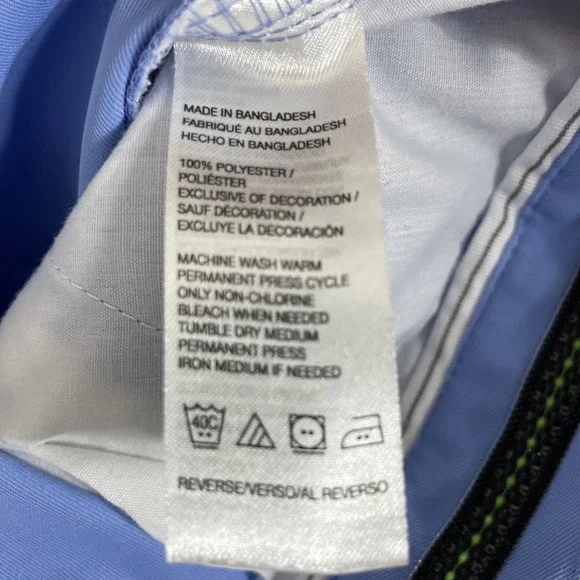 MADE IN BANGLADESH
FABRIQUÉ AU BANGLADESH
HECHO EN BANGLADESH
100% POLYESTER /
POLIÉSTER
EXCLUSIVE OF DECORATION /
SAUF DÉCORATION /
EXCLUYE LA DECORACIÓN
MACHINE WASH WARM
PERMANENT PRESS CYCLE
ONLY NON-CHLORINE
BLEACH WHEN NEEDED
TUMBLE DRY MEDIUM
PERMANENT PRESS
IRON MEDIUM IF NEEDED
40C
REVERSE/VERSO/AL REVERSO